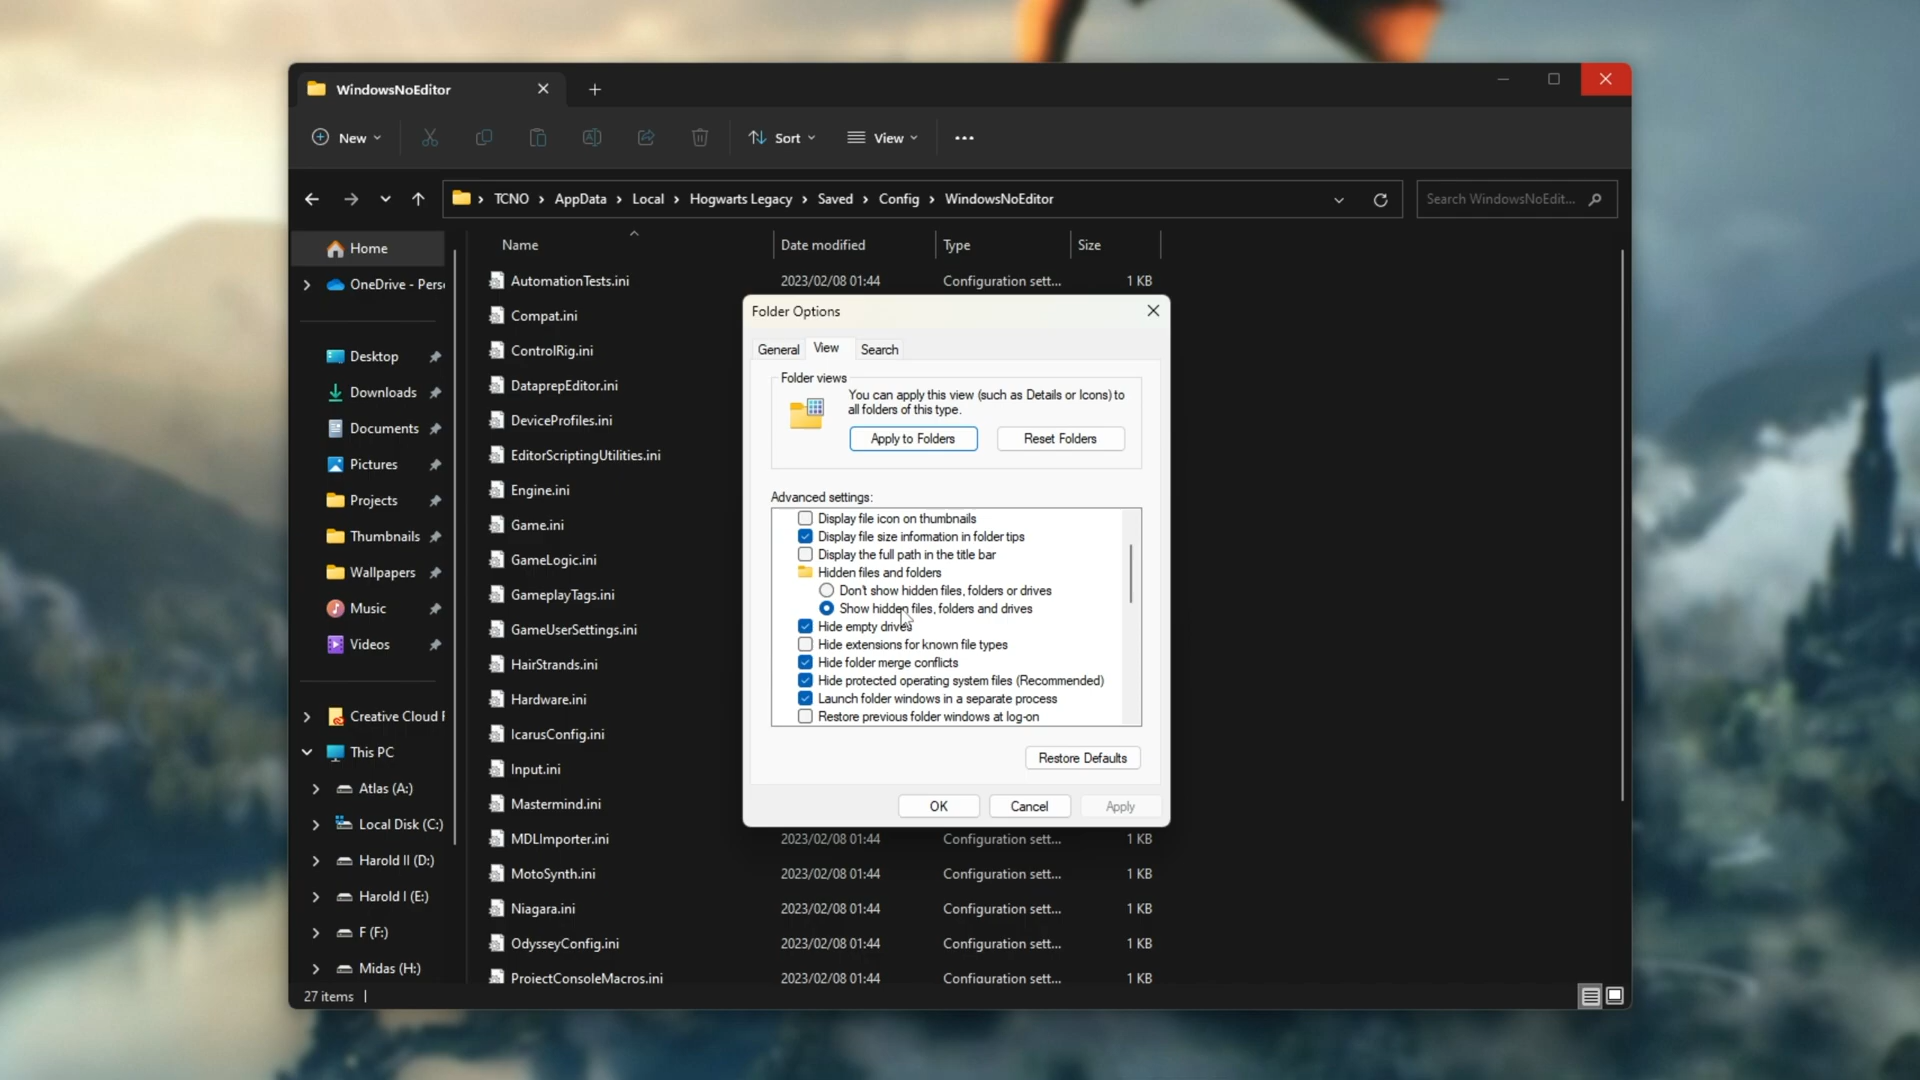 WindowsNoEditor
New
Sort
View
TCNO
AppData
Local
Hogwarts Legacy
Saved
Config
WindowsNoEditor
Search WindowsNoEdit...
Home
OneDrive - Perso
Desktop
Downloads
Documents
Pictures
Projects
Thumbnails
Wallpapers
Music
Videos
Creative Cloud F
This PC
Atlas (A:)
Local Disk (C:)
Harold II (D:)
Harold I (E:)
F (F:)
Midas (H:)
Name Date modified Type Size
AutomationTests.ini 2023/02/08 01:44 Configuration sett... 1 KB
Compat.ini
ControlRig.ini
DataprepEditor.ini
DeviceProfiles.ini
EditorScriptingUtilities.ini
Engine.ini
Game.ini
GameLogic.ini
GameplayTags.ini
GameUserSettings.ini
HairStrands.ini
Hardware.ini
IcarusConfig.ini
Input.ini
Mastermind.ini
MDLImporter.ini 2023/02/08 01:44 Configuration sett... 1 KB
MotoSynth.ini 2023/02/08 01:44 Configuration sett... 1 KB
Niagara.ini 2023/02/08 01:44 Configuration sett... 1 KB
OdysseyConfig.ini 2023/02/08 01:44 Configuration sett... 1 KB
ProjectConsoleMacros.ini 2023/02/08 01:44 Configuration sett... 1 KB
Folder Options
General
View
Search
Folder views
You can apply this view (such as Details or Icons) to
all folders of this type.
Apply to Folders
Reset Folders
Advanced settings:
Display file icon on thumbnails
Display file size information in folder tips
Display the full path in the title bar
Hidden files and folders
Don't show hidden files, folders or drives
Show hidden files, folders and drives
Hide empty drives
Hide extensions for known file types
Hide folder merge conflicts
Hide protected operating system files (Recommended)
Launch folder windows in a separate process
Restore previous folder windows at log-on
Restore Defaults
OK
Cancel
Apply
27 items